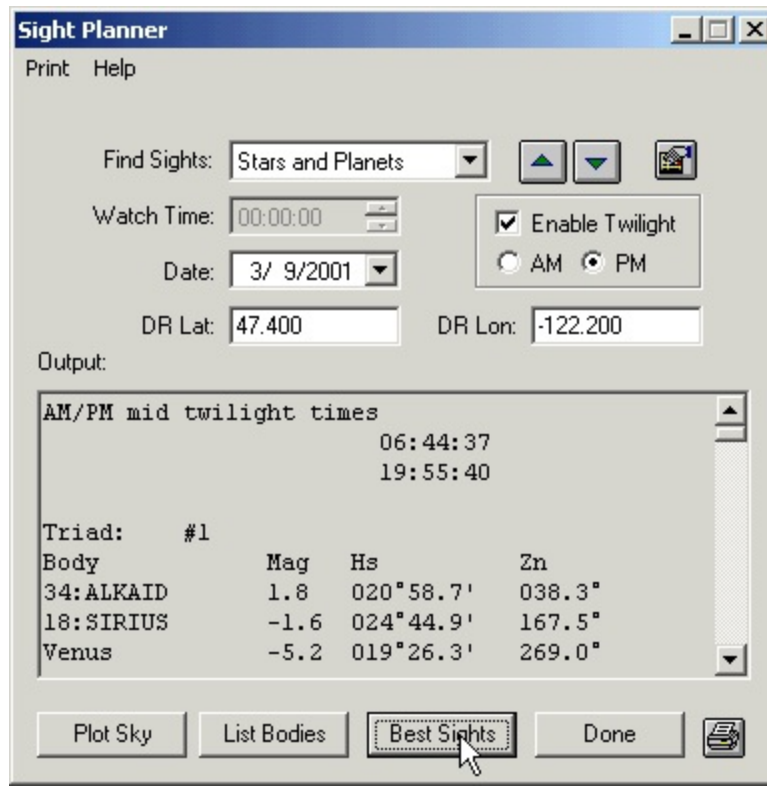 Sight Planner
Print Help
Find Sights: Stars and Planets
Watch Time: 00:00:00
Enable Twilight
AM PM
Date: 3/ 9/2001
DR Lat: 47.400 DR Lon: -122.200
Output:
AM/PM mid twilight times
06:44:37
19:55:40
Triad: #1
Body Mag Hs Zn
34:ALKAID 1.8 020°58.7' 038.3°
18:SIRIUS -1.6 024°44.9' 167.5°
Venus -5.2 019°26.3' 269.0°
Plot Sky List Bodies Best Sights Done